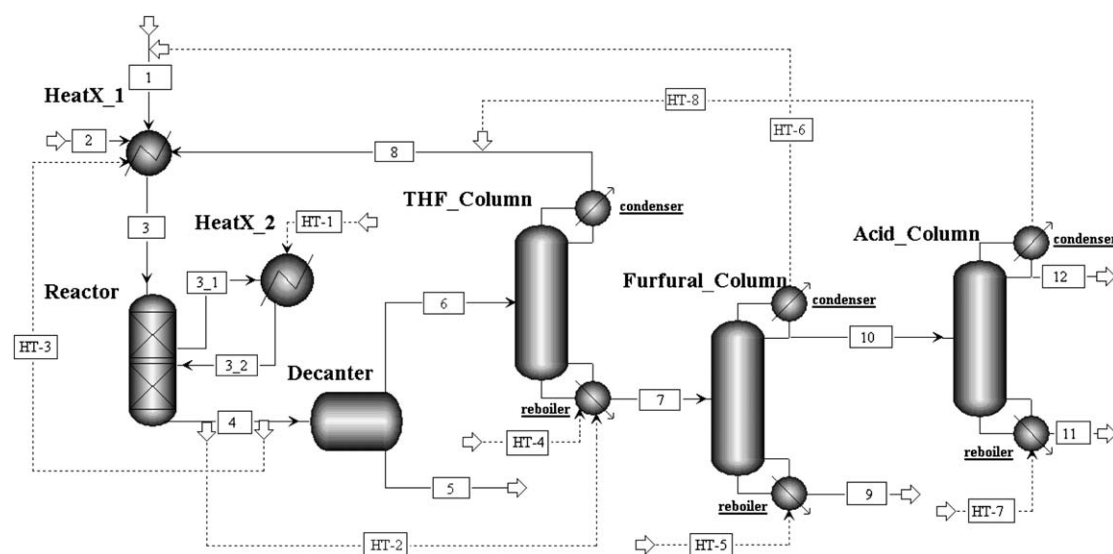 HT-8
1
HT-6
HeatX_1
2
8
THF_Column
condenser
3
HeatX_2
HT-1
Acid_Column
condenser
Reactor
3_1
6
Furfural_Column
condenser
12
HT-3
3_2
10
Decanter
4
reboiler
7
HT-4
reboiler
11
5
reboiler
9
HT-7
HT-2
HT-5